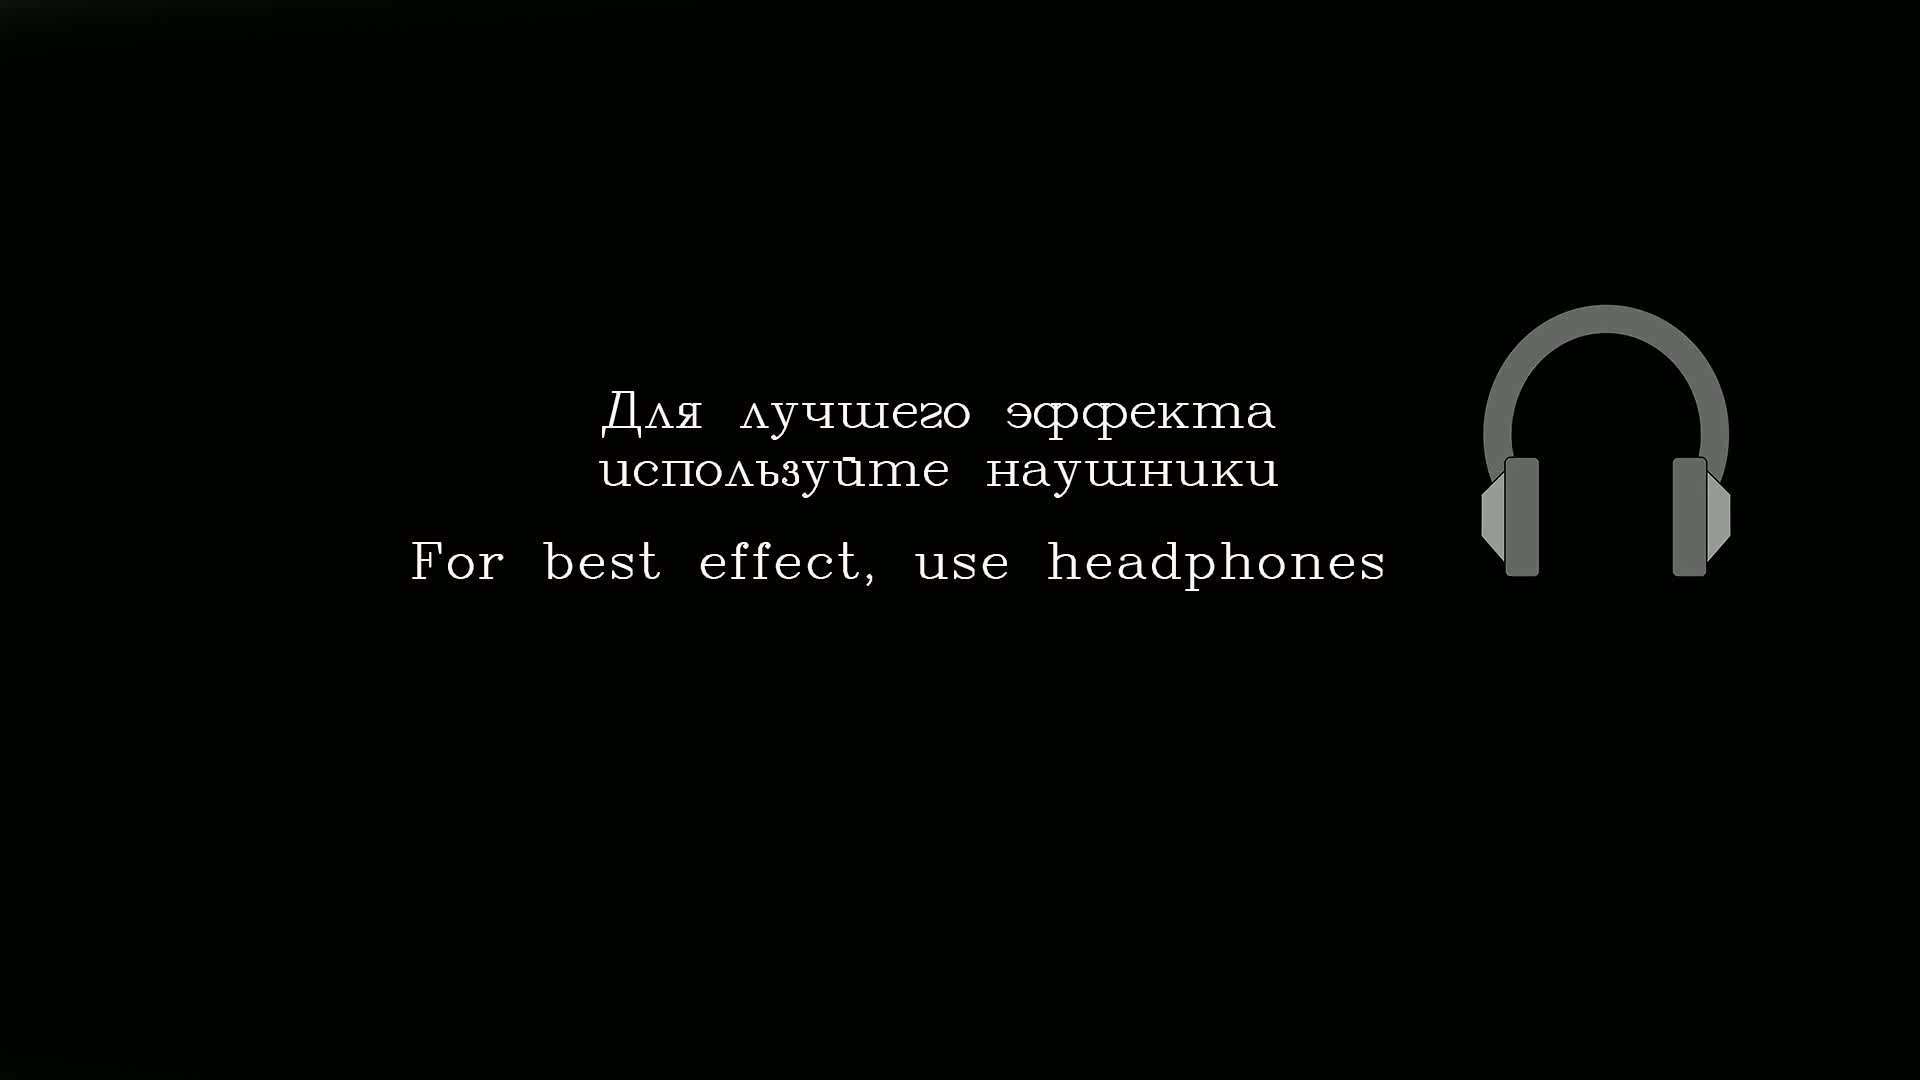 Для лучшего эффекта
используйте наушники
For best effect, use headphones